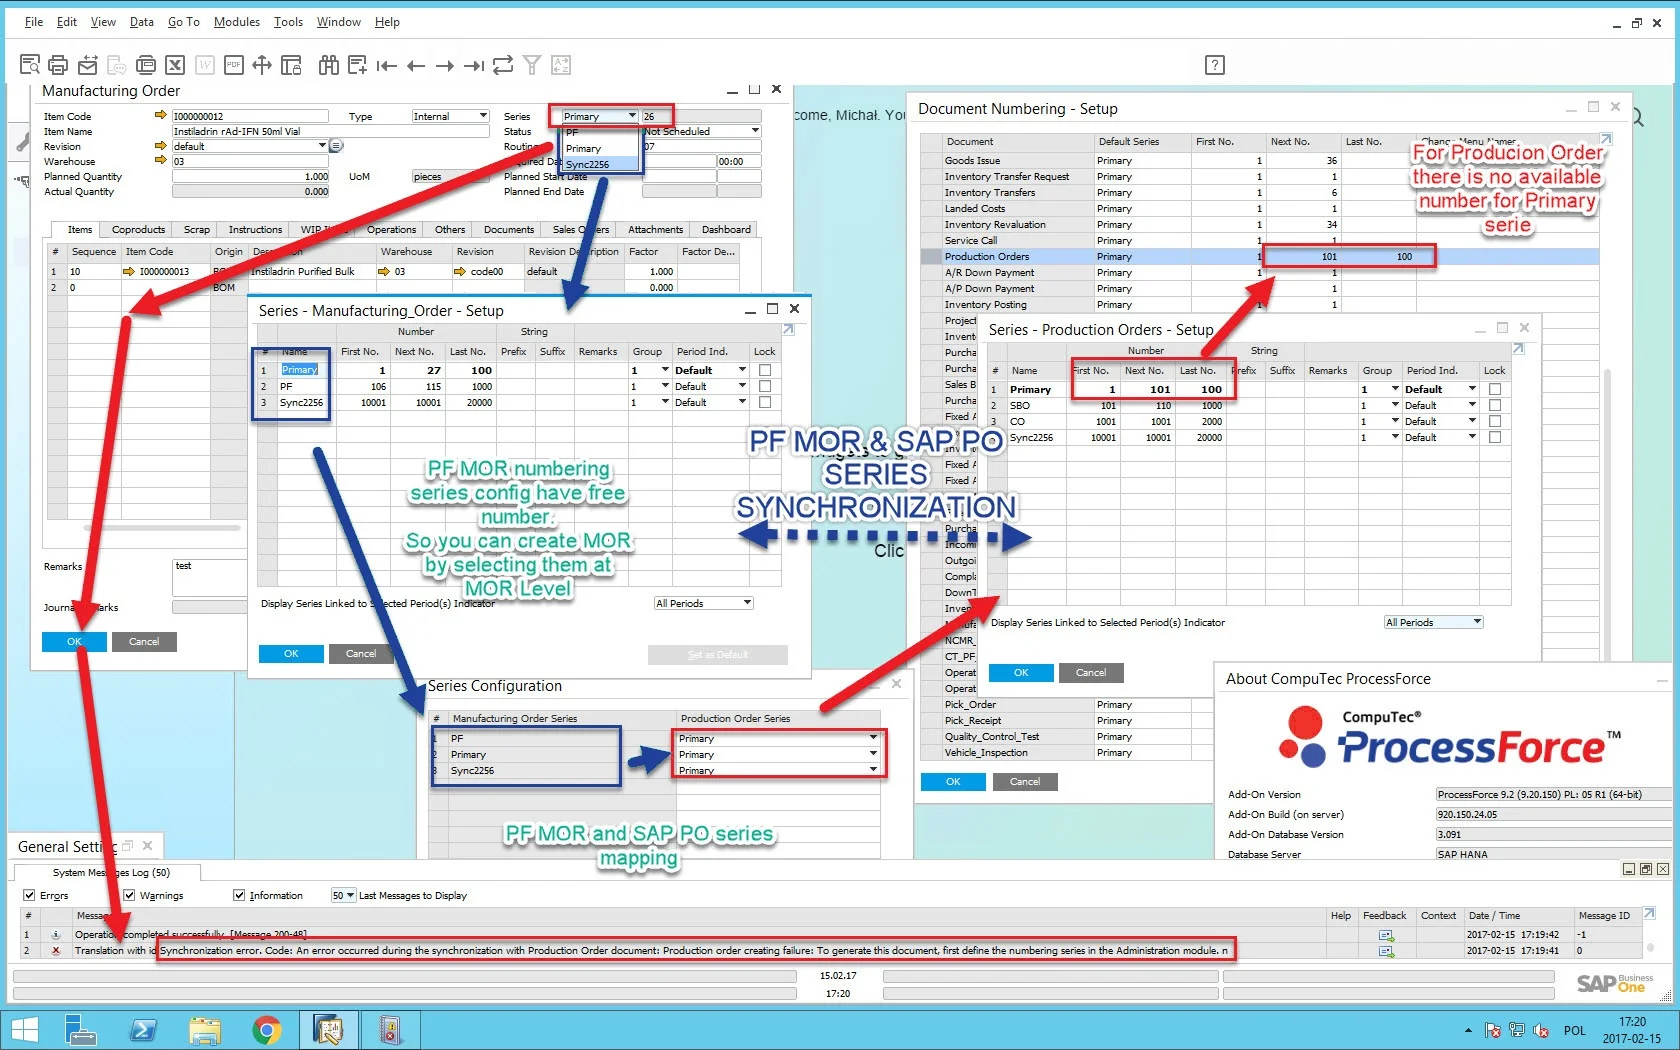 File Edit View Data Go To Modules Tools Window Help
Manufacturing Order
Item Code I000000012 Type Internal Series Primary 26
Item Name Instiladrin rAd-IFN 50ml Vial Status Not Scheduled
Revision default 07
Warehouse 03 00:00
Planned Quantity 1.000 UoM pieces Planned Start Date
Actual Quantity 0.000 Planned End Date
PF
Primary
Sync2256
Items Coproducts Scrap Instructions WIP Operations Others Documents Sales Orders Attachments Dashboard
# Sequence Item Code Origin Warehouse Revision Revision Description Factor Factor De...
1 10 I000000013 Instiladrin Purified Bulk 03 code00 default 1.000
2 0 BOM 0.000
Remarks test
OK Cancel
Series - Manufacturing_Order - Setup
Number String
# Name First No. Next No. Last No. Prefix Suffix Remarks Group Period Ind. Lock
1 Primary 1 27 100 1 Default
2 PF 106 115 1000 1 Default
3 Sync2256 10001 10001 20000 1 Default
PF MOR numbering
series config have free
number.
So you can create MOR
by selecting them at
MOR Level
Display Series Linked to Selected Period(s) Indicator All Periods
OK Cancel Set as Default
Series Configuration
# Manufacturing Order Series Production Order Series
1 PF Primary
2 Primary Primary
3 Sync2256 Primary
PF MOR and SAP PO series
mapping
come, Michał. You
PF MOR & SAP PO
SERIES
SYNCHRONIZATION
Clic
Document Numbering - Setup
Document Default Series First No. Next No. Last No. Change Menu Names
Goods Issue Primary 1 36
Inventory Transfer Request Primary 1 1
Inventory Transfers Primary 1 6
Landed Costs Primary 1 1
Inventory Revaluation Primary 1 34
Service Call Primary 1 1
Production Orders Primary 1 101 100
A/R Down Payment Primary 1 1
A/P Down Payment Primary 1
Inventory Posting Primary 1 1
For Producion Order
there is no available
number for Primary
serie
Series - Production Orders - Setup
Number String
# Name First No. Next No. Last No. Prefix Suffix Remarks Group Period Ind. Lock
1 Primary 1 101 100 1 Default
2 SBO 101 110 1000 1 Default
3 CO 1001 1001 2000 1 Default
4 Sync2256 10001 10001 20000 1 Default
Display Series Linked to Selected Period(s) Indicator All Periods
OK Cancel
Project
Invent
Purcha
Purcha
Sales B
Purcha
Fixed A
Fixed A
Fixed A
Purcha
Incomi
Outgoi
Compla
DownT
Inven
NCMR_
CT_PF_
Operat
Operat
Pick_Order Primary
Pick_Receipt Primary
Quality_Control_Test Primary
Vehicle_Inspection Primary
OK Cancel
About CompuTec ProcessForce
CompuTec®
ProcessForce™
Add-On Version ProcessForce 9.2 (9.20.150) PL: 05 R1 (64-bit)
Add-On Build (on server) 920.150.24.05
Add-On Database Version 3.091
Database Server SAP HANA
General Setting
System Messages Log (50)
Errors Warnings Information 50 Last Messages to Display
# Message Help Feedback Context Date / Time Message ID
1 Operation completed successfully. [Message 200-48] 2017-02-15 17:19:42 -1
2 Translation with id Synchronization error. Code: An error occurred during the synchronization with Production Order document: Production order creating failure: To generate this document, first define the numbering series in the Administration module. n 2017-02-15 17:19:41 0
15.02.17
17:20
SAP Business One
POL 17:20
2017-02-15